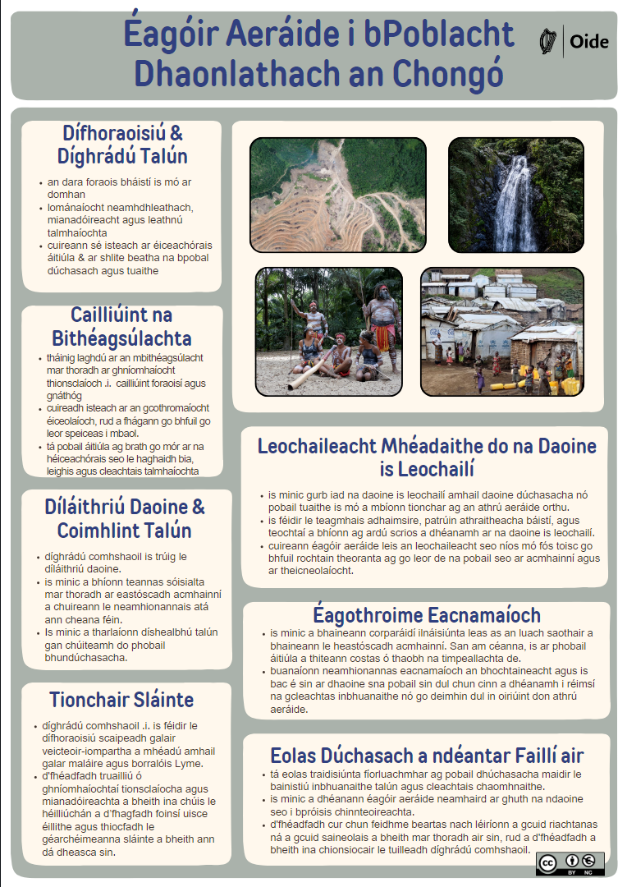 Éagóir Aeráide i bPoblacht
Dhaonlathach an Chongó
Oide
Dífhoraoisiú &
Díghrádú Talún
• an dara foraois bháistí is mó ar
domhan
• lománaíocht neamhdhleathach,
mianadóireacht agus leathnú
talmhaíochta
• cuireann sé isteach ar éiceachórais
áitiúla & ar shlite beatha na bpobal
dúchasach agus tuaithe
Cailliúint na
Bithéagsúlachta
• tháinig laghdú ar an mbithéagsúlacht
mar thoradh ar ghníomhaíocht
thionsclaíoch .i. cailliúint foraoisí agus
gnáthóg
• cuireadh isteach ar an gcothromaíocht
éiceolaíoch, rud a fhágann go bhfuil go
leor speiceas i mbaol.
• tá pobail áitiúla ag brath go mór ar na
héiceachórais seo le haghaidh bia,
leighis agus cleachtais talmhaíochta
Díláithriú Daoine &
Coimhlint Talún
• díghrádú comhshaoil is trúig le
díláithriú daoine.
• is minic a bhíonn teannas sóisialta
mar thoradh ar eastóscadh acmhainní
a chuireann le neamhionannais atá
ann cheana féin.
• Is minic a tharlaíonn díshealbhú talún
gan chúiteamh do phobail
bhundúchasacha.
Tionchair Sláinte
• díghrádú comhshaoil .i. is féidir le
dífhoraoisiú scaipeadh galair
veicteoir-iompartha a mhéadú amhail
galar maláire agus borralóis Lyme.
• d'fhéadfadh truailliú ó
ghníomhaíochtaí tionsclaíocha agus
mianadóireachta a bheith ina chúis le
héilliúchán a d'fhagfadh foinsí uisce
éillithe agus thiocfadh le
géarchéimeanna sláinte a bheith ann
dá dheasca sin.
Leochaileacht Mhéadaithe do na Daoine
is Leochailí
• is minic gurb iad na daoine is leochailí amhail daoine dúchasacha nó
pobail tuaithe is mó a mbíonn tionchar ag an athrú aeráide orthu.
• is féidir le teagmhais adhaimsire, patrúin athraitheacha báistí, agus
teochtaí a bhíonn ag ardú scrios a dhéanamh ar na daoine is leochailí.
• cuireann éagóir aeráide leis an leochaileacht seo níos mó fós toisc go
bhfuil rochtain theoranta ag go leor de na pobail seo ar acmhainní agus
ar theicneolaíocht.
Éagothroime Eacnamaíoch
• is minic a bhaineann corparáidí ilnáisiúnta leas as an luach saothair a
bhaineann le heastóscadh acmhainní. San am céanna, is ar phobail
áitiúla a thiteann costas ó thaobh na timpeallachta de.
• buanaíonn neamhionannas eacnamaíoch an bhochtaineacht agus is
bac é sin ar dhaoine sna pobail sin dul chun cinn a dhéanamh i réimsí
na gcleachtas inbhuanaithe nó go deimhin dul in oiriúint don athrú
aeráide.
Eolas Dúchasach a ndéantar Faillí air
• tá eolas traidisiúnta fíorluachmhar ag pobail dhúchasacha maidir le
bainistiú inbhuanaithe talún agus cleachtais chaomhnaithe.
• is minic a dhéanann éagóir aeráide neamhaird ar ghuth na ndaoine
seo i bpróisis chinnteoireachta.
• d'fhéadfadh cur chun feidhme beartas nach léiríonn a gcuid riachtanas
ná a gcuid saineolais a bheith mar thoradh air sin, rud a d'fhéadfadh a
bheith ina chionsiocair le tuilleadh díghrádú comhshaoil.
cc BY NC